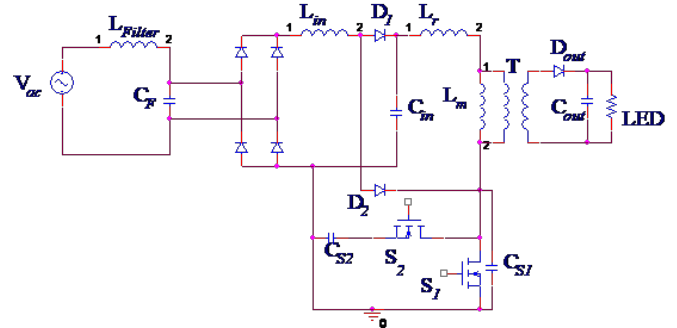 L_Filter
1 2
V_ac
C_F
L_in
1 2
D_1
L_r
1 2
C_in
1
L_m
2
T
D_out
C_out
LED
D_2
C_S2
S_2
S_1
C_S1
0